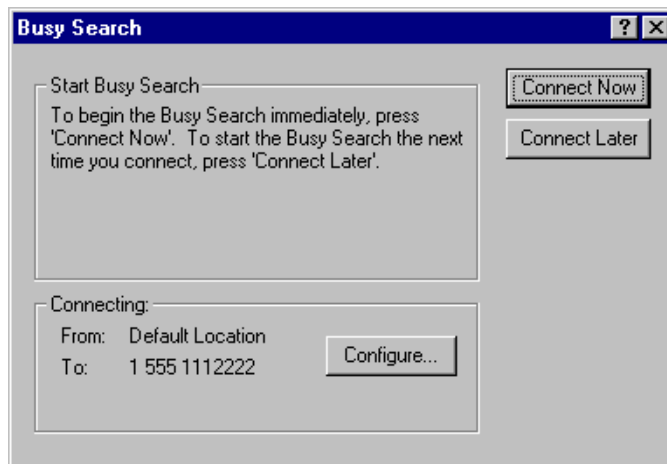 Busy Search
Start Busy Search
To begin the Busy Search immediately, press
'Connect Now'.  To start the Busy Search the next
time you connect, press 'Connect Later'.
Connect Now
Connect Later
Connecting:
From: Default Location
To: 1 555 1112222
Configure...